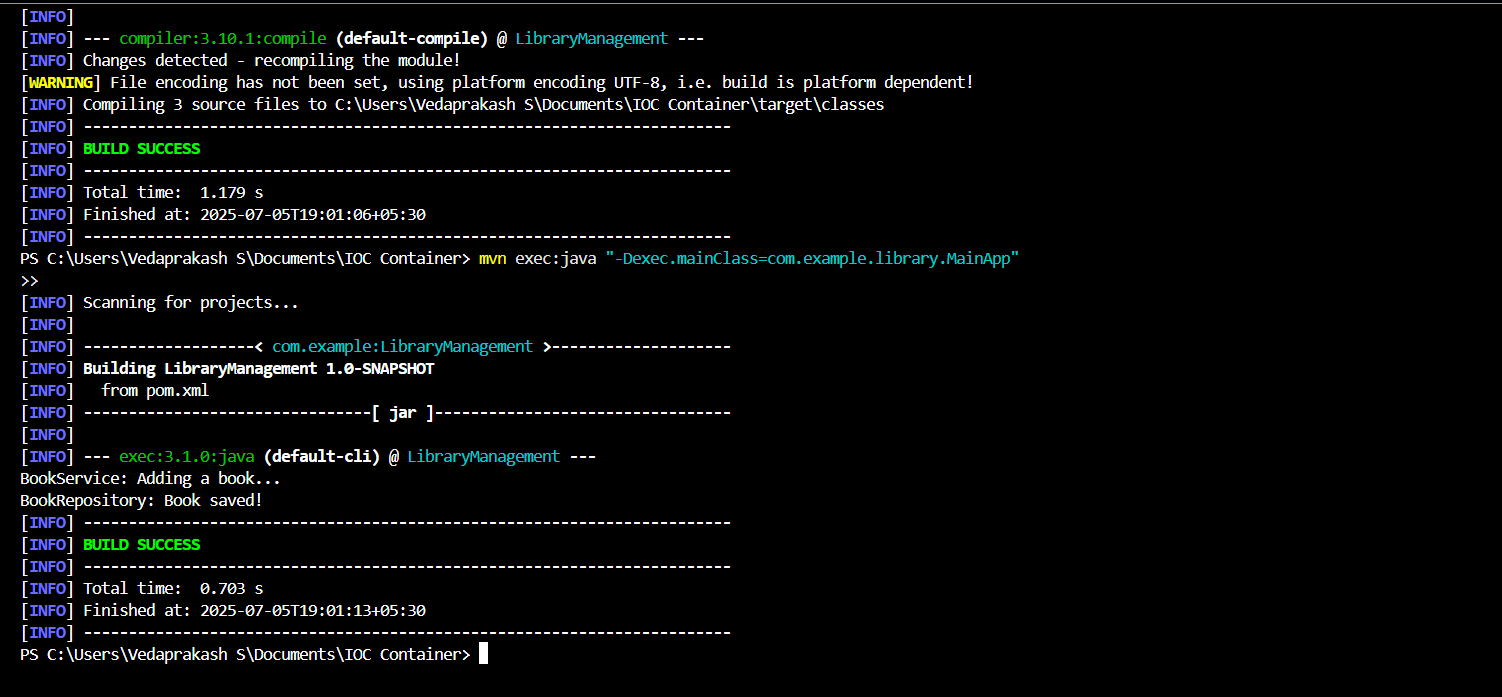 [INFO]
[INFO] --- compiler:3.10.1:compile (default-compile) @ LibraryManagement ---
[INFO] Changes detected - recompiling the module!
[WARNING] File encoding has not been set, using platform encoding UTF-8, i.e. build is platform dependent!
[INFO] Compiling 3 source files to C:\Users\Vedaprakash S\Documents\IOC Container\target\classes
[INFO] ------------------------------------------------------------------------
[INFO] BUILD SUCCESS
[INFO] ------------------------------------------------------------------------
[INFO] Total time:  1.179 s
[INFO] Finished at: 2025-07-05T19:01:06+05:30
[INFO] ------------------------------------------------------------------------
PS C:\Users\Vedaprakash S\Documents\IOC Container> mvn exec:java "-Dexec.mainClass=com.example.library.MainApp"
>>
[INFO] Scanning for projects...
[INFO]
[INFO] -------------------< com.example:LibraryManagement >--------------------
[INFO] Building LibraryManagement 1.0-SNAPSHOT
[INFO]   from pom.xml
[INFO] --------------------------------[ jar ]---------------------------------
[INFO]
[INFO] --- exec:3.1.0:java (default-cli) @ LibraryManagement ---
BookService: Adding a book...
BookRepository: Book saved!
[INFO] ------------------------------------------------------------------------
[INFO] BUILD SUCCESS
[INFO] ------------------------------------------------------------------------
[INFO] Total time:  0.703 s
[INFO] Finished at: 2025-07-05T19:01:13+05:30
[INFO] ------------------------------------------------------------------------
PS C:\Users\Vedaprakash S\Documents\IOC Container>